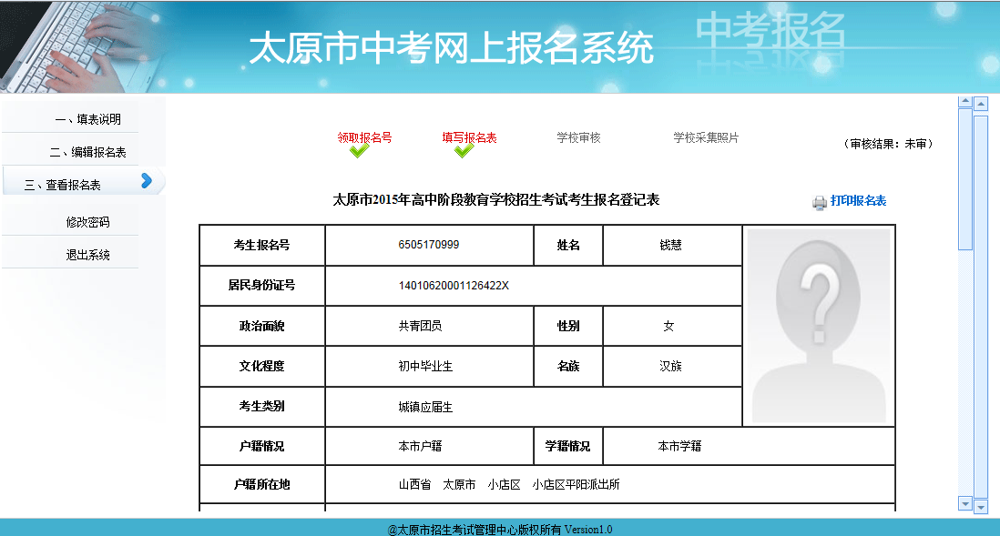 太原市中考网上报名系统
中考报名
一、填表说明
二、编辑报名表
三、查看报名表
修改密码
退出系统
领取报名号
填写报名表
学校审核
学校采集照片
（审核结果：未审）
太原市2015年高中阶段教育学校招生考试考生报名登记表
打印报名表
考生报名号 6505170999 姓名 钱慧
居民身份证号 14010620001126422X
政治面貌 共青团员 性别 女
文化程度 初中毕业生 名族 汉族
考生类别 城镇应届生
户籍情况 本市户籍 学籍情况 本市学籍
户籍所在地 山西省 太原市 小店区 小店区平阳派出所
@太原市招生考试管理中心版权所有 Version1.0